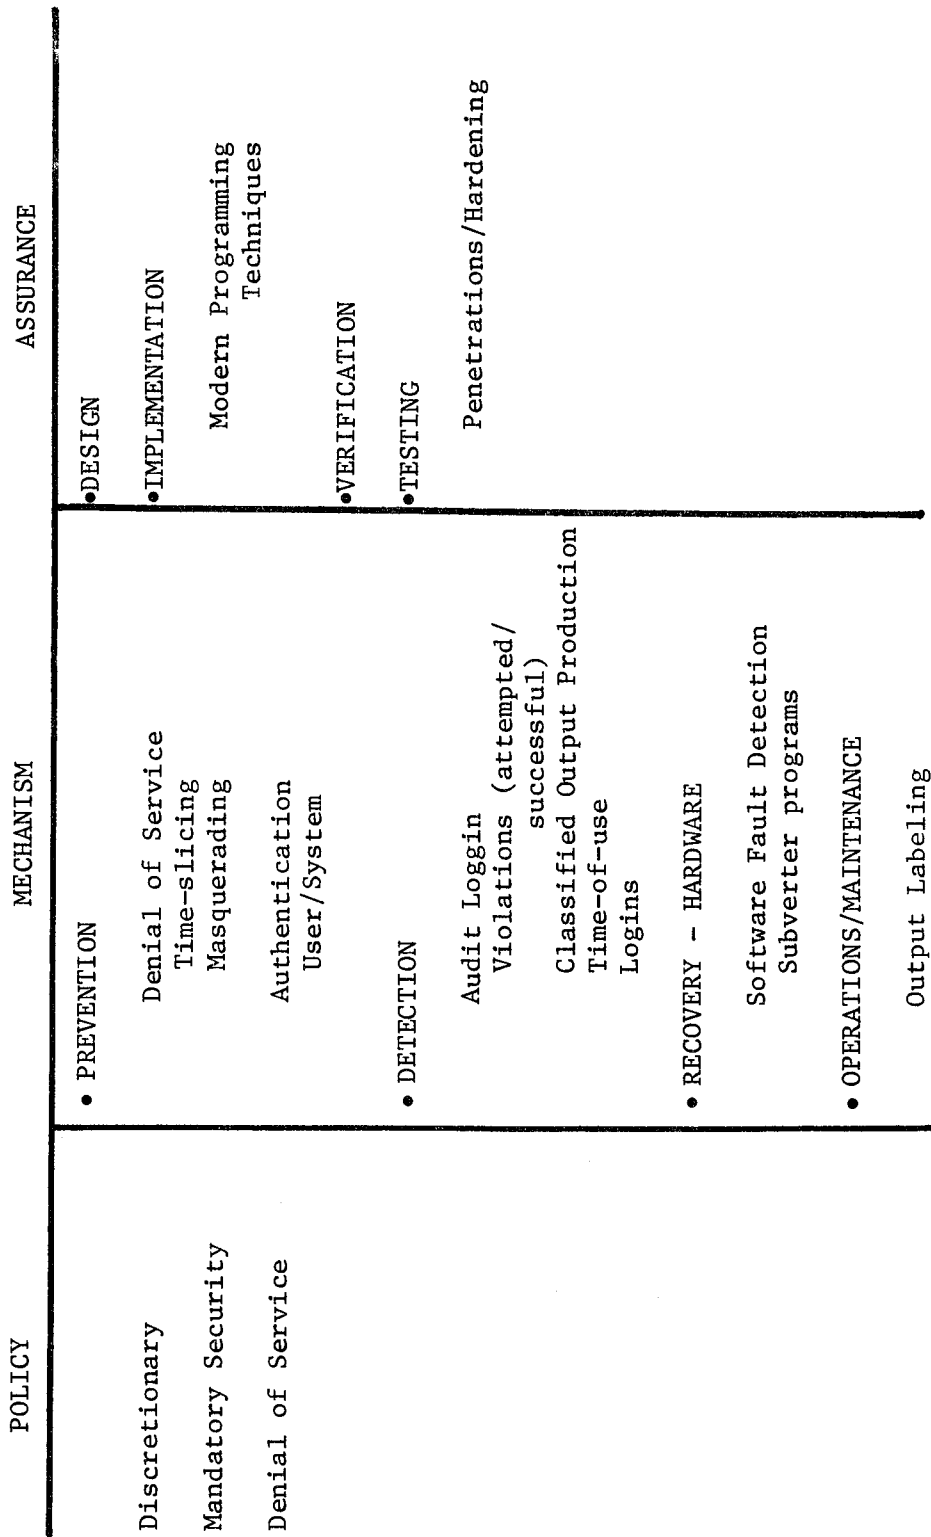 POLICY
Discretionary
Mandatory Security
Denial of Service
MECHANISM
• PREVENTION
Denial of Service
Time-slicing
Masquerading
Authentication
User/System
• DETECTION
Audit Loggin
Violations (attempted/
successful)
Classified Output Production
Time-of-use
Logins
• RECOVERY - HARDWARE
Software Fault Detection
Subverter programs
• OPERATIONS/MAINTENANCE
Output Labeling
ASSURANCE
•DESIGN
•IMPLEMENTATION
Modern Programming
Techniques
•VERIFICATION
•TESTING
Penetrations/Hardening